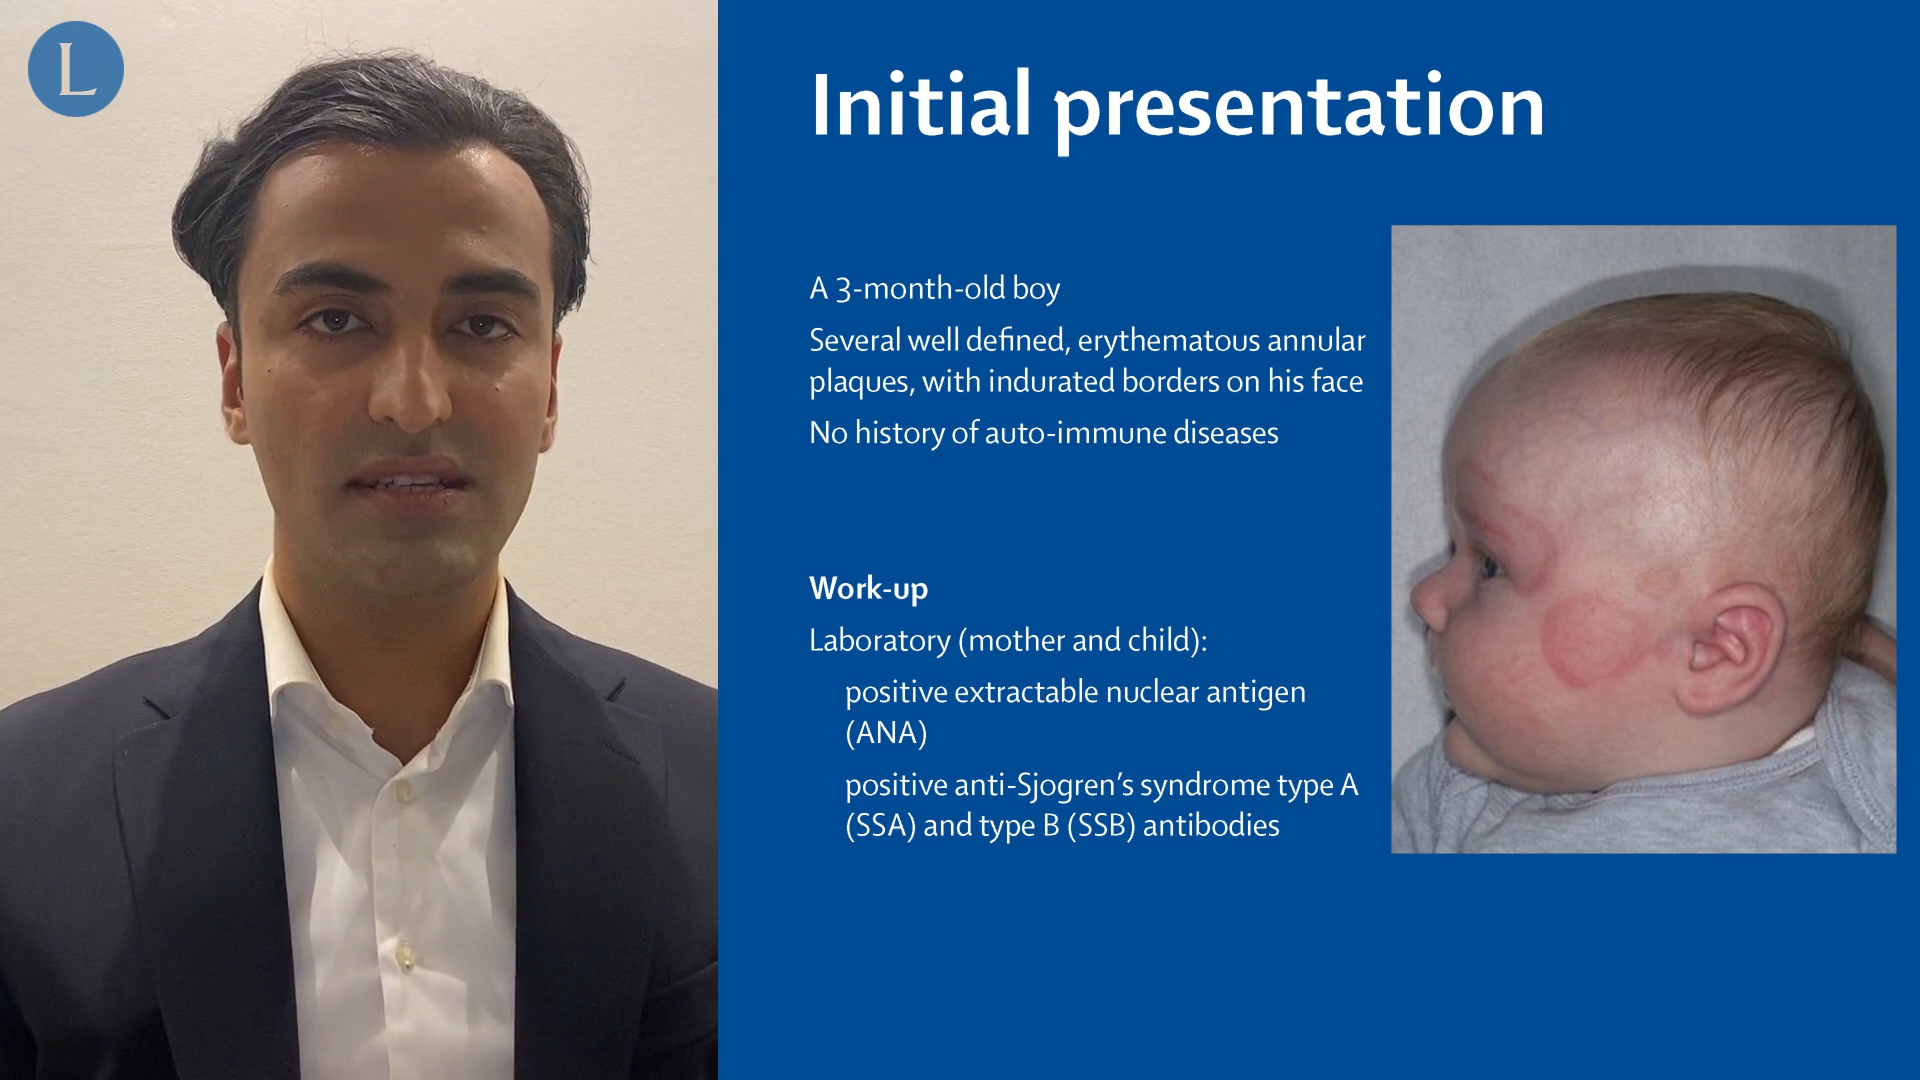 L
Initial presentation
A 3-month-old boy
Several well defined, erythematous annular
plaques, with indurated borders on his face
No history of auto-immune diseases
Work-up
Laboratory (mother and child):
positive extractable nuclear antigen
(ANA)
positive anti-Sjogren’s syndrome type A
(SSA) and type B (SSB) antibodies